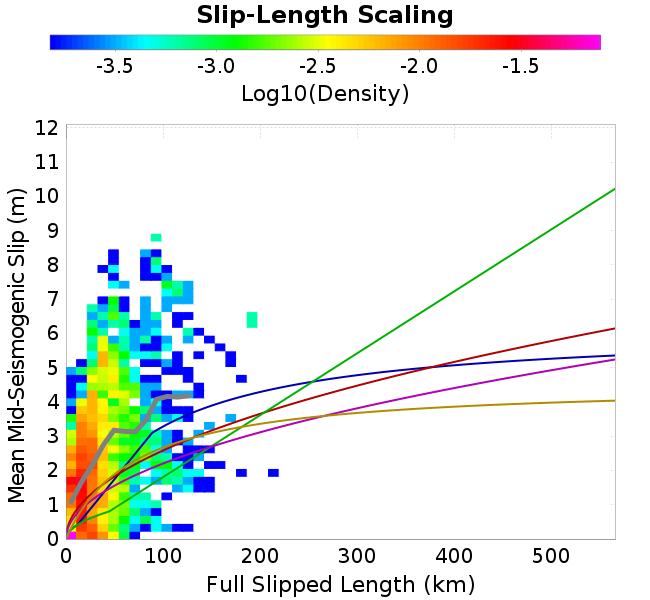 Slip-Length Scaling
-3.5 -3.0 -2.5 -2.0 -1.5
Log10(Density)
12
11
10
9
8
7
6
5
4
3
2
1
0
Mean Mid-Seismogenic Slip (m)
0 100 200 300 400 500
Full Slipped Length (km)